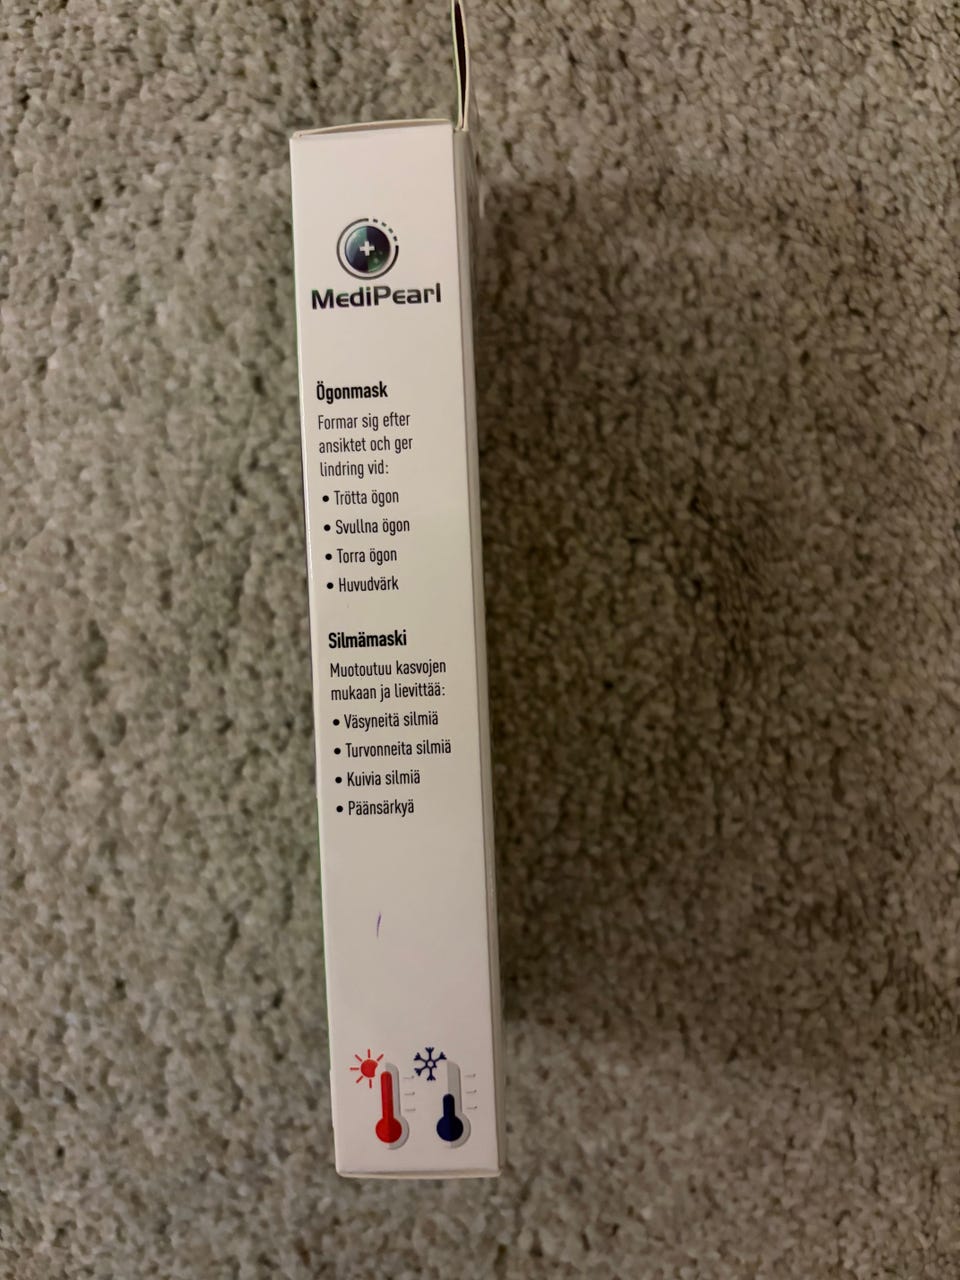 MediPearl
Ögonmask
Formar sig efter
ansiktet och ger
lindring vid:
• Trötta ögon
• Svullna ögon
• Torra ögon
• Huvudvärk
Silmämaski
Muotoutuu kasvojen
mukaan ja lievittää:
• Väsyneitä silmiä
• Turvonneita silmiä
• Kuivia silmiä
• Päänsärkyä